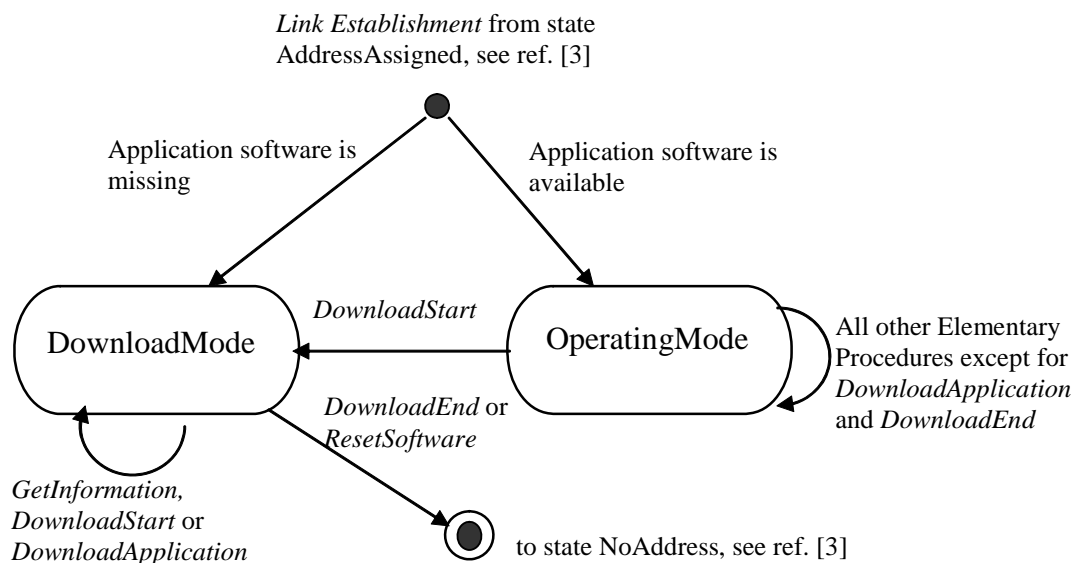 Link Establishment from state
AddressAssigned, see ref. [3]
Application software is
missing
Application software is
available
DownloadMode
DownloadStart
OperatingMode
All other Elementary
Procedures except for
DownloadApplication
and DownloadEnd
DownloadEnd or
ResetSoftware
GetInformation,
DownloadStart or
DownloadApplication
to state NoAddress, see ref. [3]